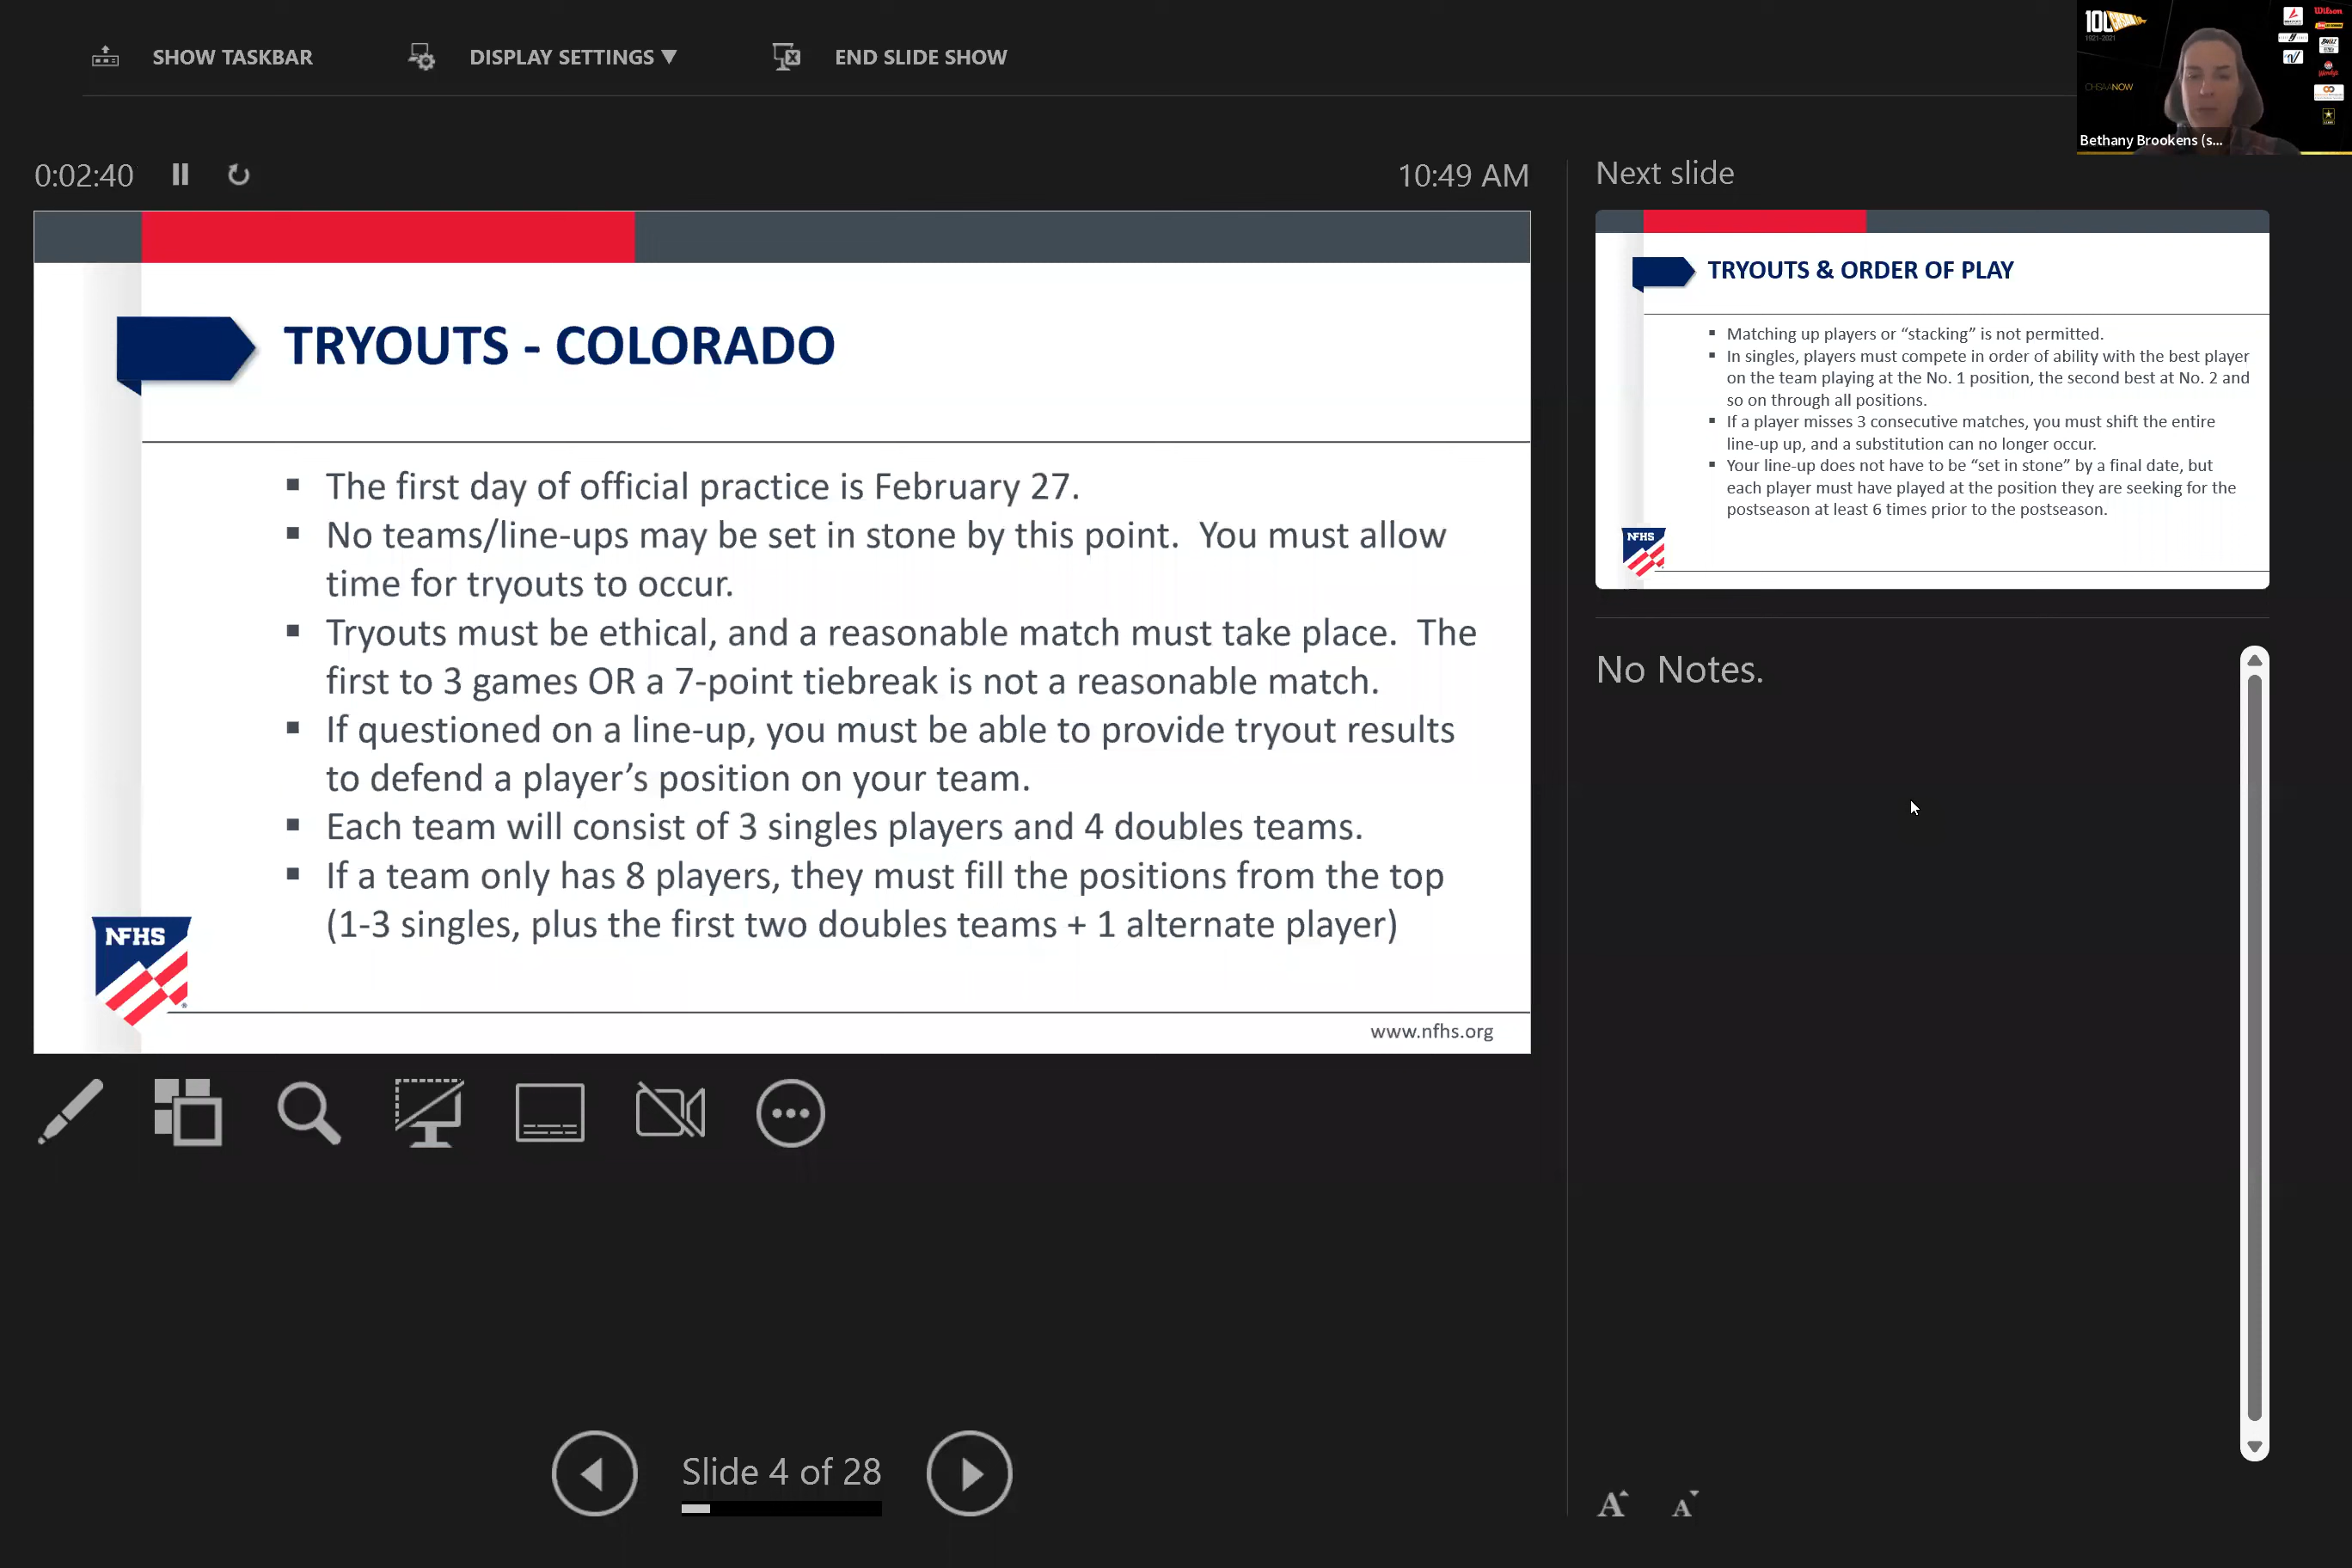 SHOW TASKBAR
DISPLAY SETTINGS ▼
END SLIDE SHOW
100
CHSAA
1921-2021
CHSAANOW
Wilson
Wendy's
Bethany Brookens (s...
0:02:40
10:49 AM
Next slide
TRYOUTS - COLORADO
▪ The first day of official practice is February 27.
▪ No teams/line-ups may be set in stone by this point. You must allow
time for tryouts to occur.
▪ Tryouts must be ethical, and a reasonable match must take place. The
first to 3 games OR a 7-point tiebreak is not a reasonable match.
▪ If questioned on a line-up, you must be able to provide tryout results
to defend a player’s position on your team.
▪ Each team will consist of 3 singles players and 4 doubles teams.
▪ If a team only has 8 players, they must fill the positions from the top
(1-3 singles, plus the first two doubles teams + 1 alternate player)
NFHS
www.nfhs.org
TRYOUTS & ORDER OF PLAY
▪ Matching up players or “stacking” is not permitted.
▪ In singles, players must compete in order of ability with the best player
on the team playing at the No. 1 position, the second best at No. 2 and
so on through all positions.
▪ If a player misses 3 consecutive matches, you must shift the entire
line-up up, and a substitution can no longer occur.
▪ Your line-up does not have to be “set in stone” by a final date, but
each player must have played at the position they are seeking for the
postseason at least 6 times prior to the postseason.
NFHS
No Notes.
Slide 4 of 28
A A